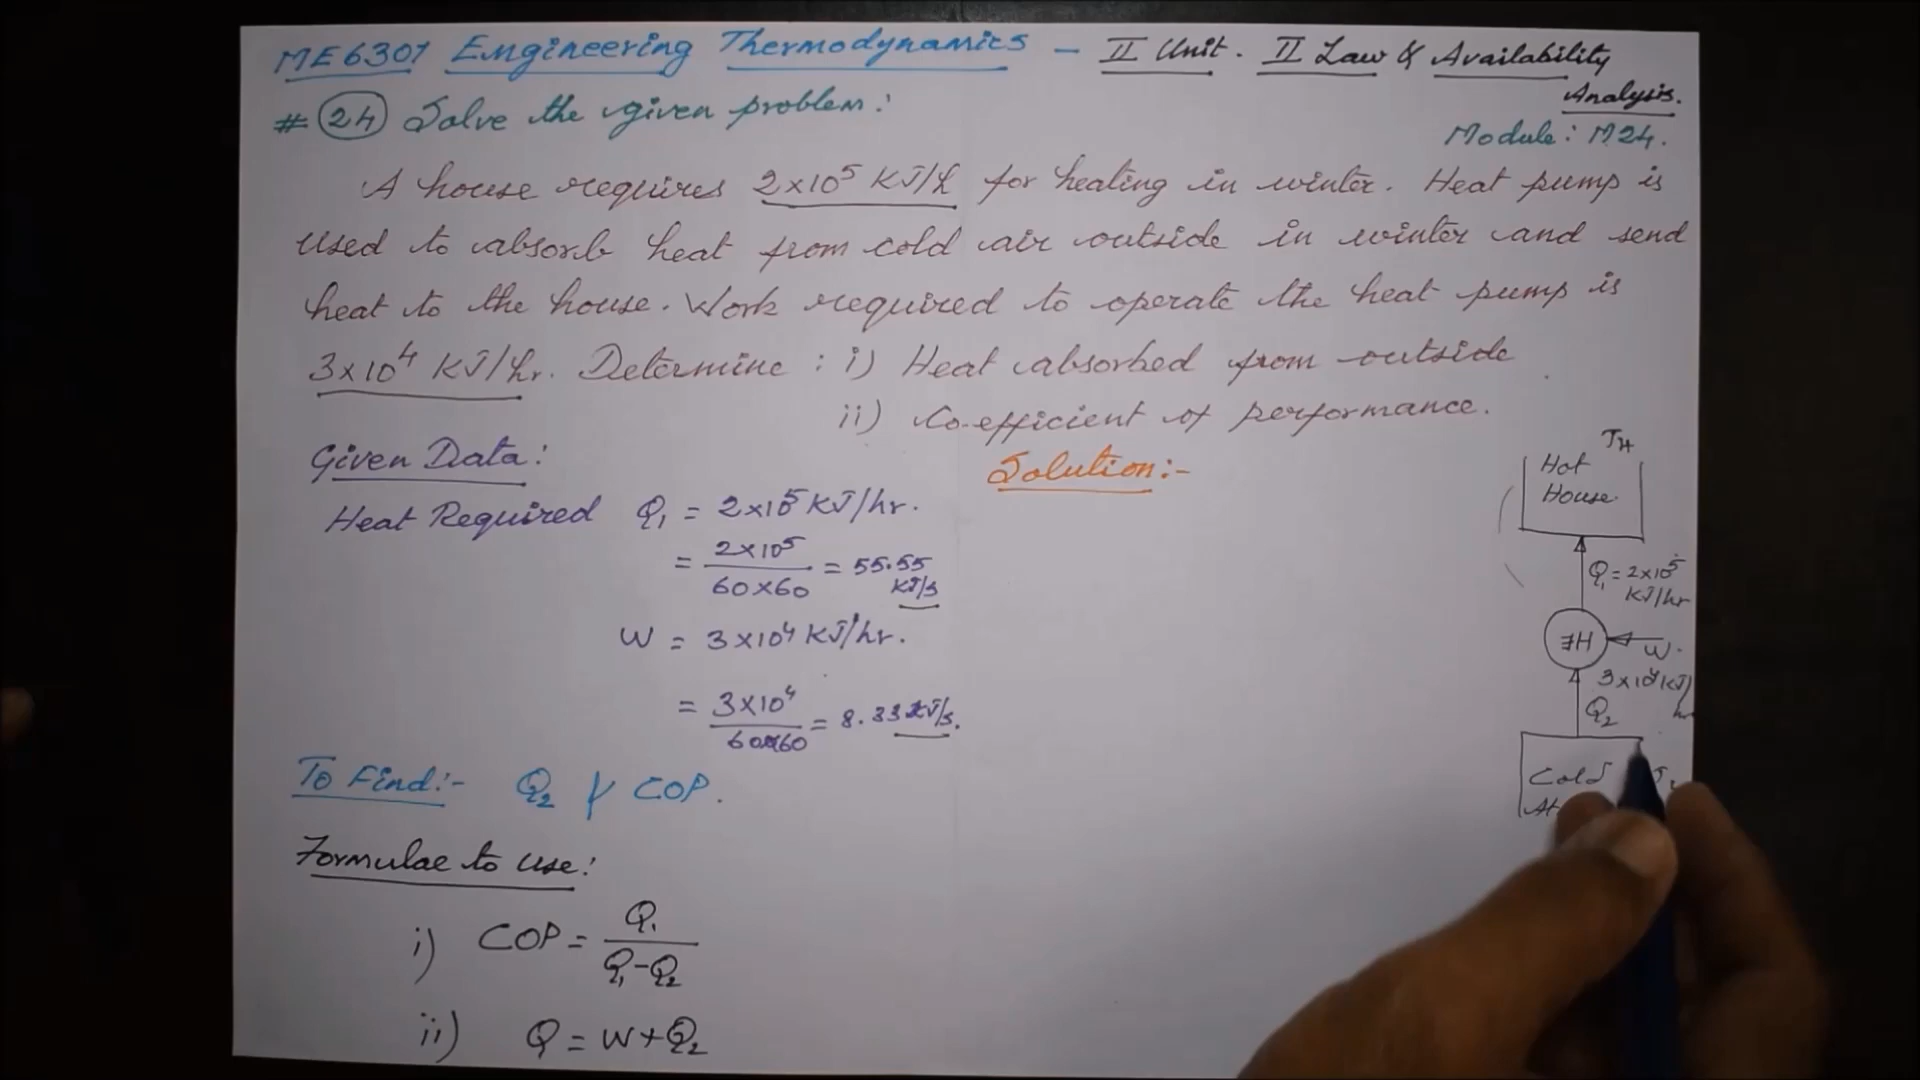 ME6301 Engineering Thermodynamics - II Unit. II Law & Availability
Analysis.
# 24 Solve the given problem:
Module: M24.
A house requires 2×10⁵ KJ/h for heating in winter. Heat pump is
used to absorb heat from cold air outside in winter and send
heat to the house. Work required to operate the heat pump is
3×10⁴ KJ/hr. Determine: i) Heat absorbed from outside
ii) Co-efficient of performance.
Given Data:
Heat Required Q₁ = 2×10⁵ KJ/hr.
= 2×10⁵ / 60×60 = 55.55 KJ/s
W = 3×10⁴ KJ/hr.
= 3×10⁴ / 60×60 = 8.33 KJ/s.
To Find:- Q₂ & COP.
Formulae to use:
i) COP = Q₁ / Q₁-Q₂
ii) Q = W+Q₂
Solution:-
T_H
Hot
House
Q₁ = 2×10⁵
KJ/hr
H
W.
3×10⁴ KJ/
hr
Q₂
Cold